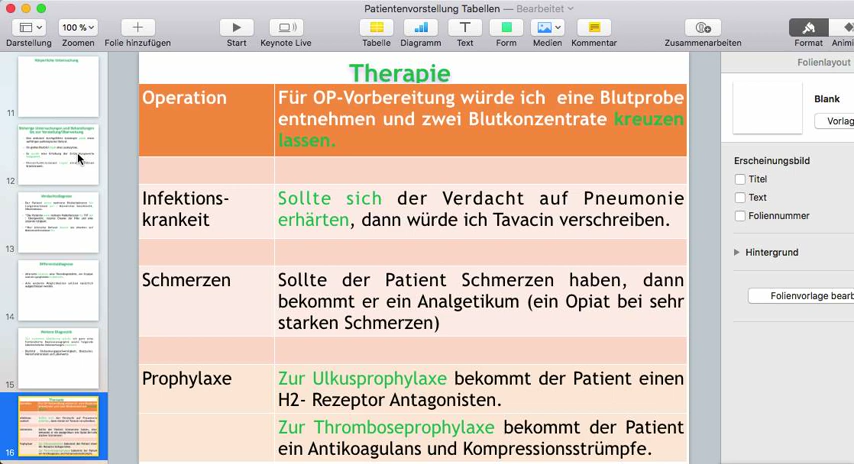 Patientenvorstellung Tabellen — Bearbeitet
100 %
Darstellung Zoomen Folie hinzufügen Start Keynote Live Tabelle Diagramm Text Form Medien Kommentar Zusammenarbeiten Format Anim
Folienlayout
Blank
Vorlag
Erscheinungsbild
Titel
Text
Foliennummer
Hintergrund
Folienvorlage bearb
11
12
13
14
15
16
Therapie
Operation
Für OP-Vorbereitung würde ich eine Blutprobe
entnehmen und zwei Blutkonzentrate kreuzen
lassen.
Infektions-
krankeit
Sollte sich der Verdacht auf Pneumonie
erhärten, dann würde ich Tavacin verschreiben.
Schmerzen
Sollte der Patient Schmerzen haben, dann
bekommt er ein Analgetikum (ein Opiat bei sehr
starken Schmerzen)
Prophylaxe
Zur Ulkusprophylaxe bekommt der Patient einen
H2- Rezeptor Antagonisten.
Zur Thromboseprophylaxe bekommt der Patient
ein Antikoagulans und Kompressionsstrümpfe.